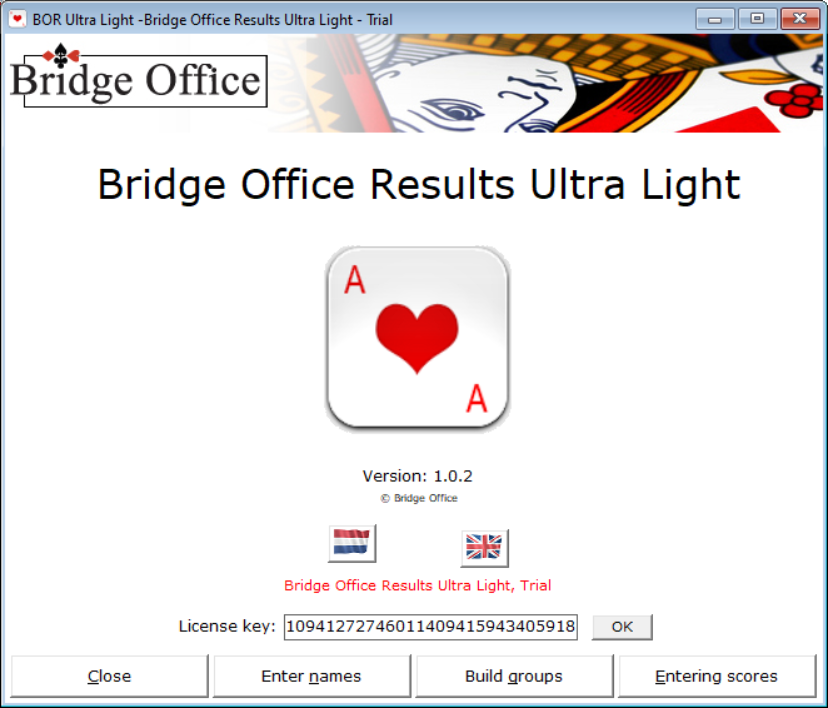 BOR Ultra Light -Bridge Office Results Ultra Light - Trial
Bridge Office
Bridge Office Results Ultra Light
A
A
Version: 1.0.2
© Bridge Office
Bridge Office Results Ultra Light, Trial
License key: 10941272746011409415943405918 OK
Close Enter names Build groups Entering scores